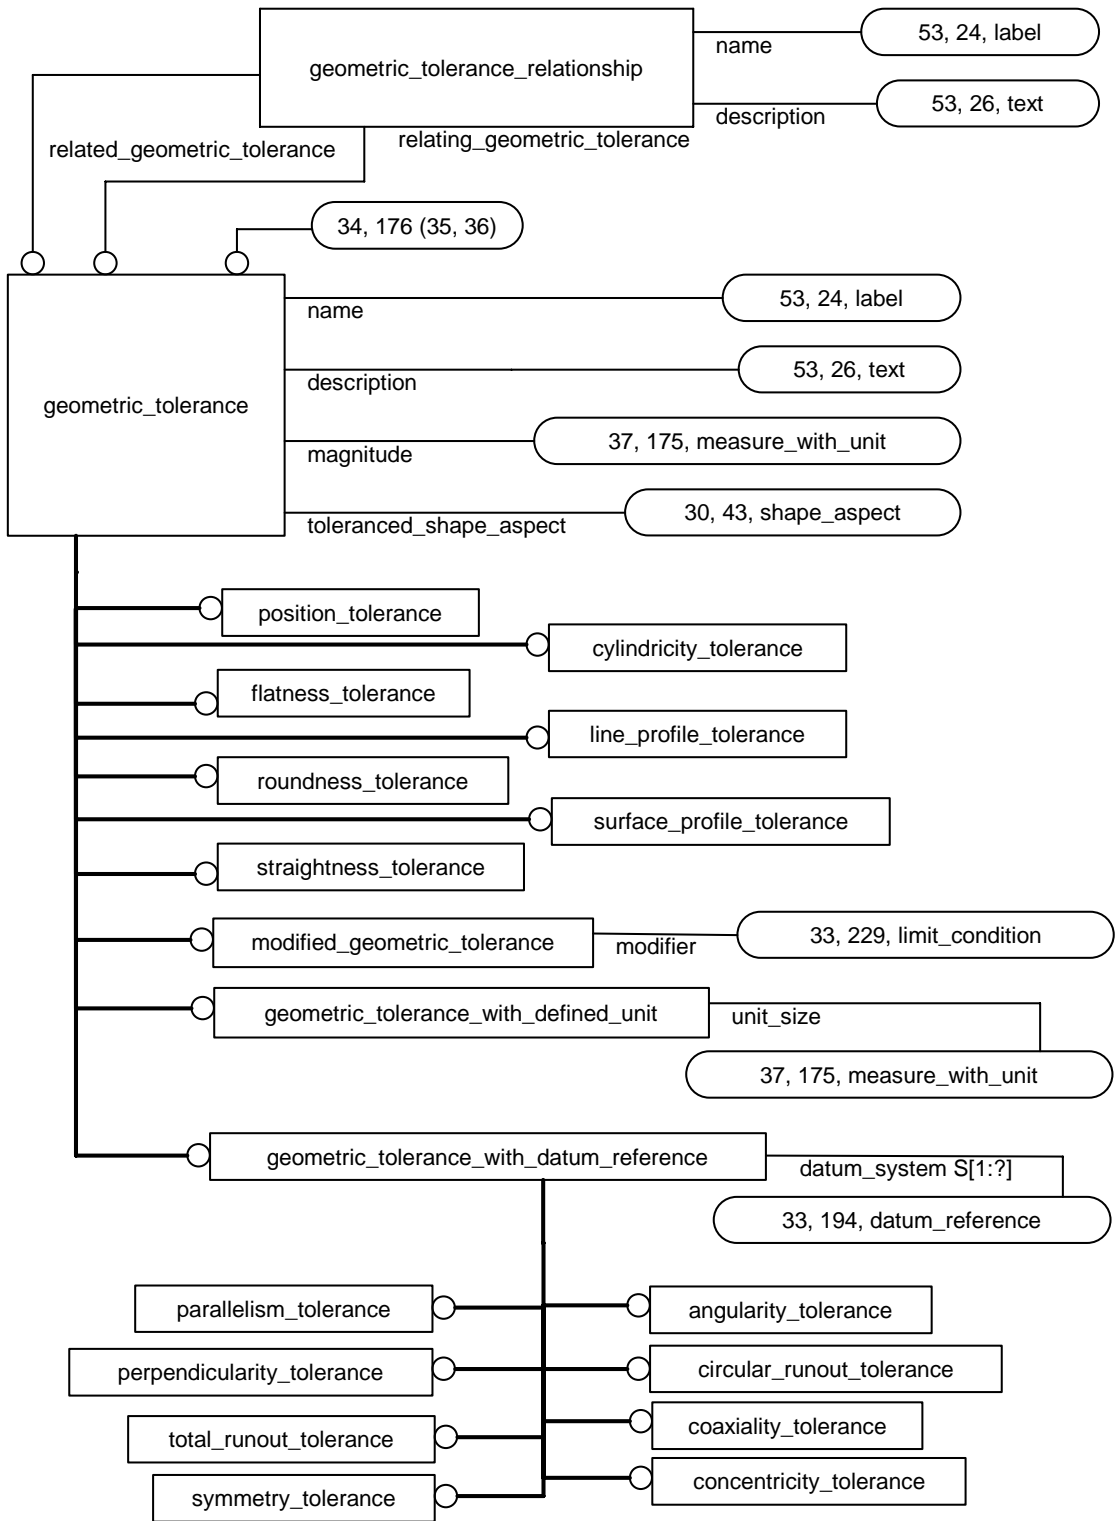 53, 24, label
name
geometric_tolerance_relationship
53, 26, text
description
related_geometric_tolerance
relating_geometric_tolerance
34, 176 (35, 36)
53, 24, label
name
53, 26, text
description
geometric_tolerance
37, 175, measure_with_unit
magnitude
30, 43, shape_aspect
toleranced_shape_aspect
position_tolerance
cylindricity_tolerance
flatness_tolerance
line_profile_tolerance
roundness_tolerance
surface_profile_tolerance
straightness_tolerance
modified_geometric_tolerance
modifier
33, 229, limit_condition
geometric_tolerance_with_defined_unit
unit_size
37, 175, measure_with_unit
geometric_tolerance_with_datum_reference
datum_system S[1:?]
33, 194, datum_reference
parallelism_tolerance
angularity_tolerance
perpendicularity_tolerance
circular_runout_tolerance
total_runout_tolerance
coaxiality_tolerance
symmetry_tolerance
concentricity_tolerance